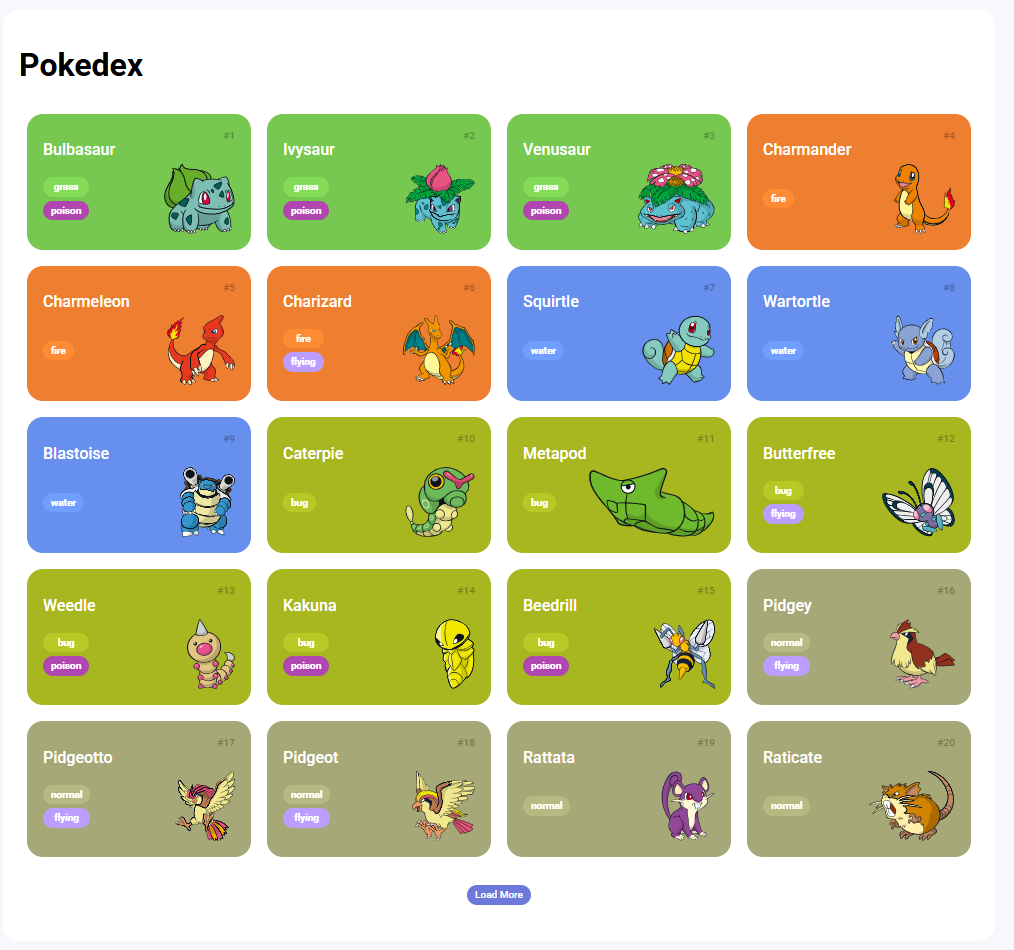 Pokedex
#1
Bulbasaur
grass
poison
#2
Ivysaur
grass
poison
#3
Venusaur
grass
poison
#4
Charmander
fire
#5
Charmeleon
fire
#6
Charizard
fire
flying
#7
Squirtle
water
#8
Wartortle
water
#9
Blastoise
water
#10
Caterpie
bug
#11
Metapod
bug
#12
Butterfree
bug
flying
#13
Weedle
bug
poison
#14
Kakuna
bug
poison
#15
Beedrill
bug
poison
#16
Pidgey
normal
flying
#17
Pidgeotto
normal
flying
#18
Pidgeot
normal
flying
#19
Rattata
normal
#20
Raticate
normal
Load More